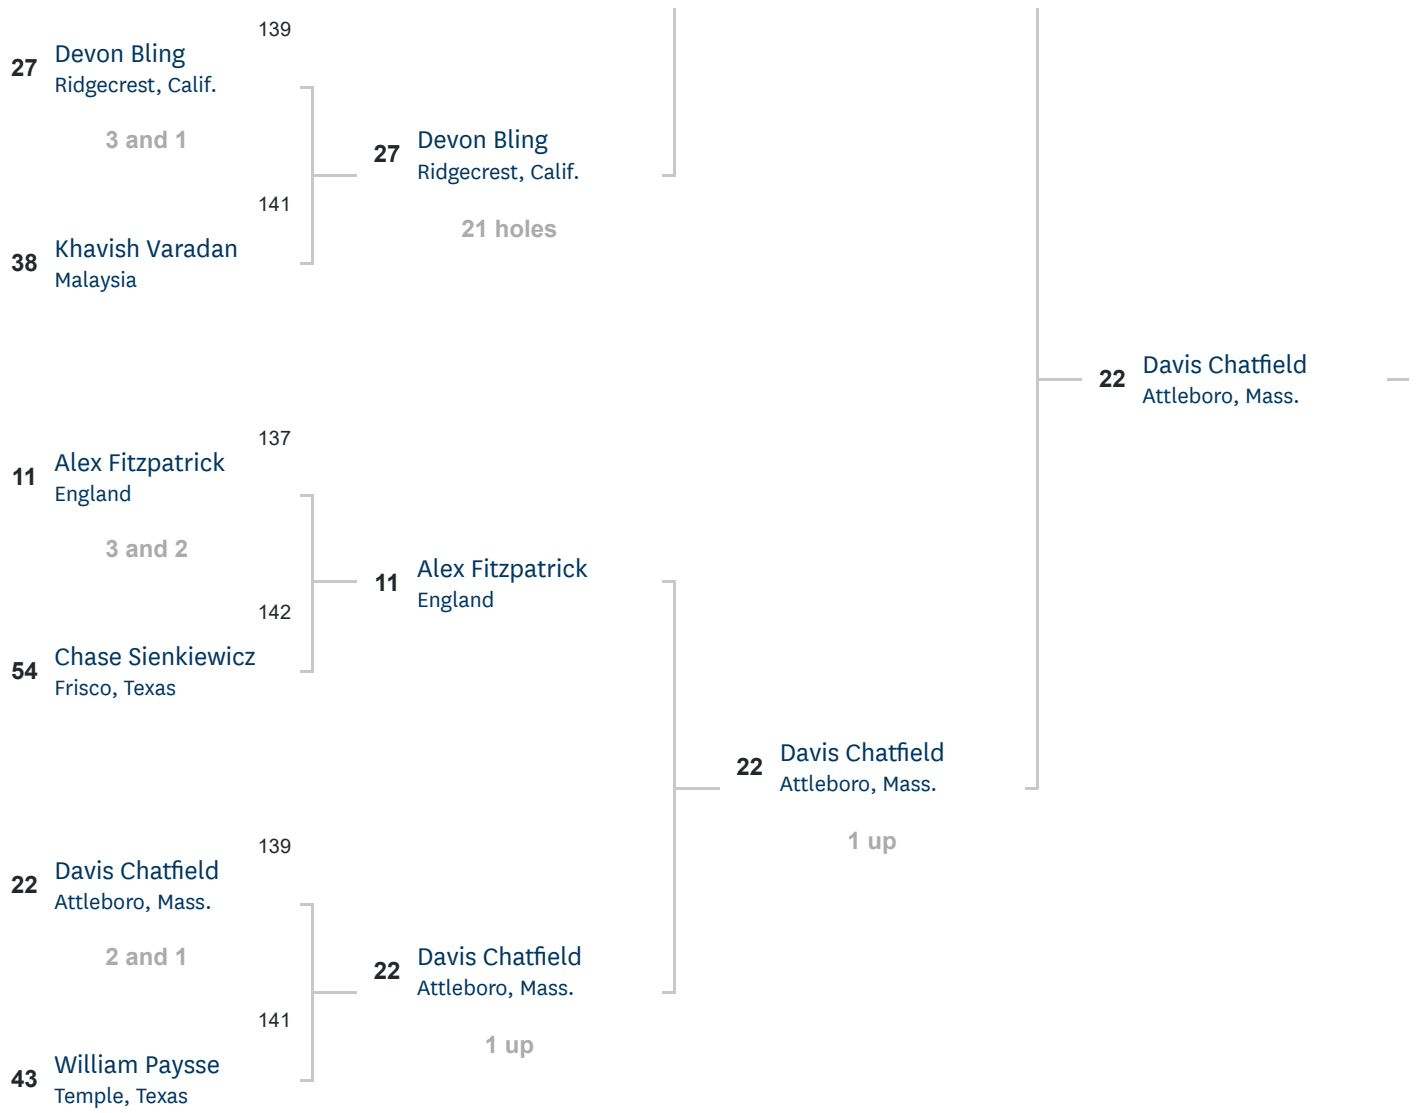 139
27
Devon Bling
Ridgecrest, Calif.
3 and 1
141
38
Khavish Varadan
Malaysia
27
Devon Bling
Ridgecrest, Calif.
21 holes
137
11
Alex Fitzpatrick
England
3 and 2
142
54
Chase Sienkiewicz
Frisco, Texas
11
Alex Fitzpatrick
England
139
22
Davis Chatfield
Attleboro, Mass.
2 and 1
141
43
William Paysse
Temple, Texas
22
Davis Chatfield
Attleboro, Mass.
1 up
22
Davis Chatfield
Attleboro, Mass.
1 up
22
Davis Chatfield
Attleboro, Mass.